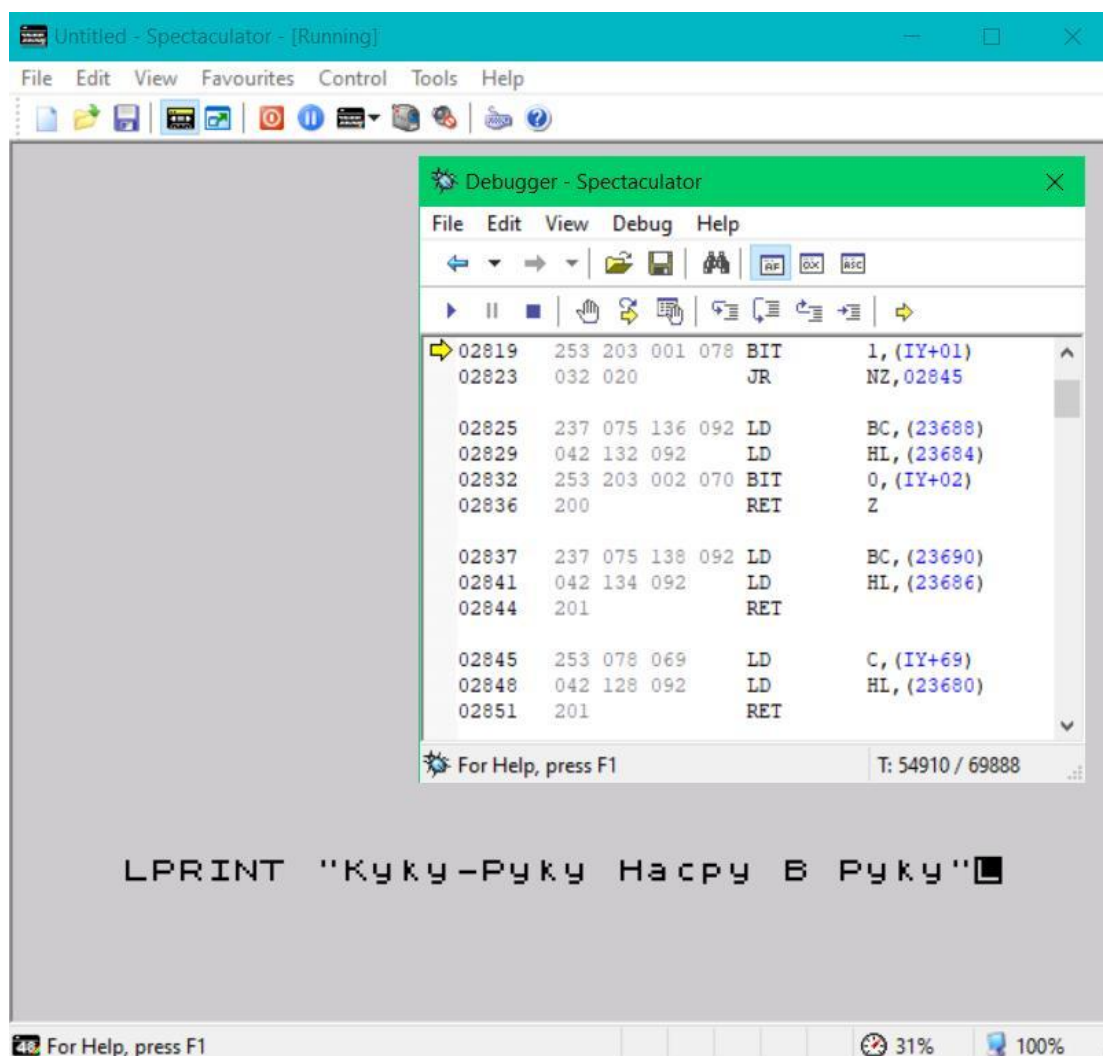 Untitled - Spectaculator - [Running]
File Edit View Favourites Control Tools Help
Debugger - Spectaculator
File Edit View Debug Help
AF 0X ASC
02819 253 203 001 078 BIT 1,(IY+01)
02823 032 020 JR NZ,02845
02825 237 075 136 092 LD BC,(23688)
02829 042 132 092 LD HL,(23684)
02832 253 203 002 070 BIT 0,(IY+02)
02836 200 RET Z
02837 237 075 138 092 LD BC,(23690)
02841 042 134 092 LD HL,(23686)
02844 201 RET
02845 253 078 069 LD C,(IY+69)
02848 042 128 092 LD HL,(23680)
02851 201 RET
For Help, press F1 T: 54910 / 69888
LPRINT "Kyky-Pyky Hacpy B Pyky"L
48 For Help, press F1 31% 100%